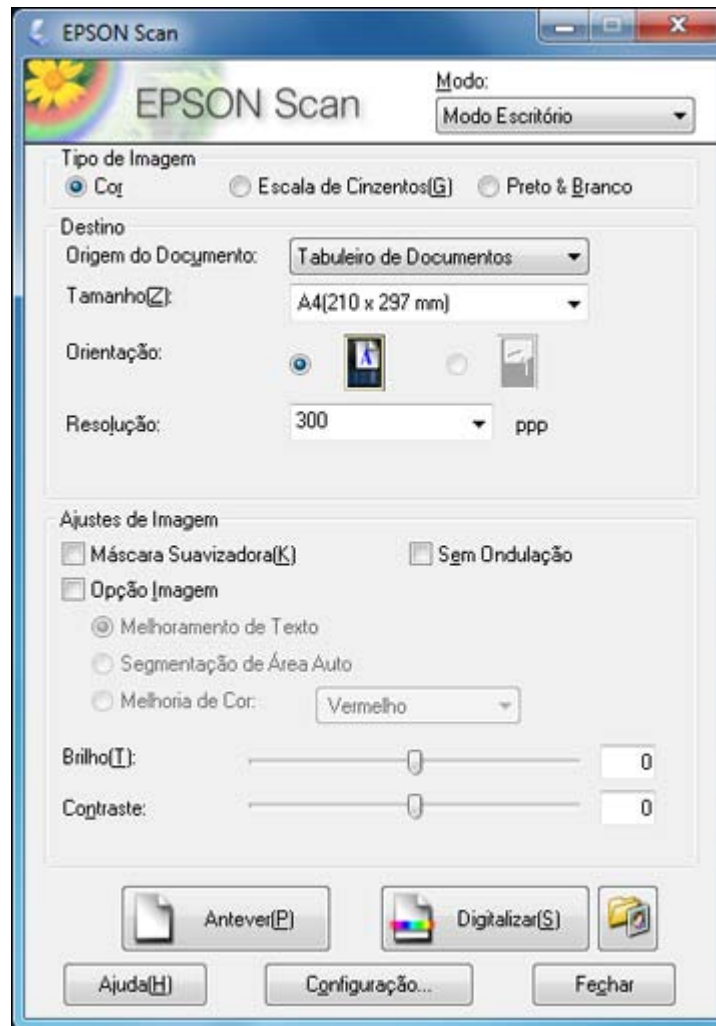 EPSON Scan
EPSON Scan
Modo:
Modo Escritório
Tipo de Imagem
Cor
Escala de Cinzentos(G)
Preto & Branco
Destino
Origem do Documento:
Tabuleiro de Documentos
Tamanho(Z):
A4(210 x 297 mm)
Orientação:
Resolução:
300
ppp
Ajustes de Imagem
Máscara Suavizadora(K)
Sem Ondulação
Opção Imagem
Melhoramento de Texto
Segmentação de Área Auto
Melhoria de Cor:
Vermelho
Brilho(T):
0
Contraste:
0
Antever(P)
Digitalizar(S)
Ajuda(H)
Configuração...
Fechar